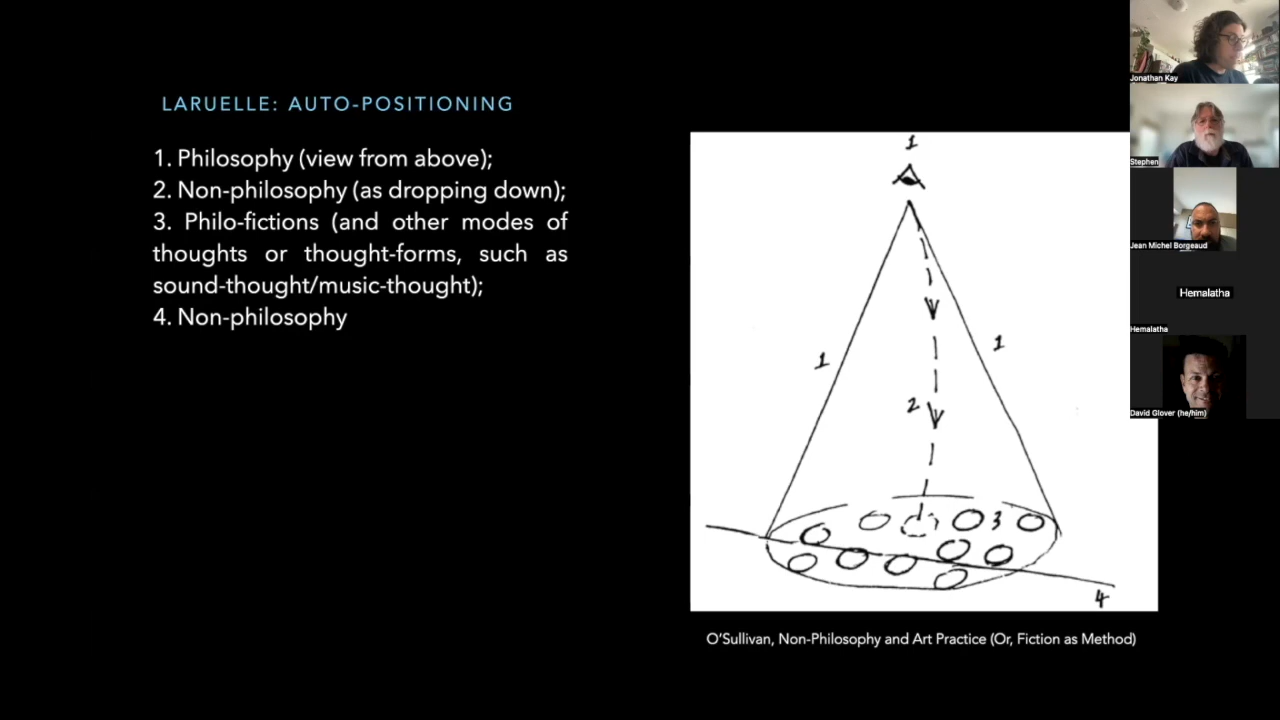 LARUELLE: AUTO-POSITIONING
1. Philosophy (view from above);
2. Non-philosophy (as dropping down);
3. Philo-fictions (and other modes of
thoughts or thought-forms, such as
sound-thought/music-thought);
4. Non-philosophy
1
1
1
2
3
4
O'Sullivan, Non-Philosophy and Art Practice (Or, Fiction as Method)
Jonathan Kay
Stephen
Jean Michel Borgeaud
Hemalatha
Hemalatha
David Glover (he/him)